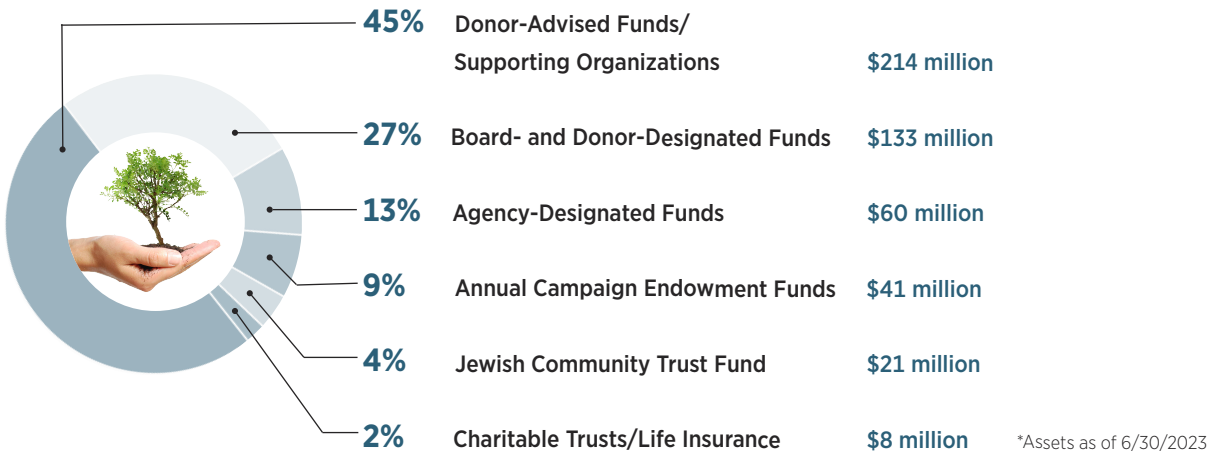 45% Donor-Advised Funds/
Supporting Organizations $214 million
27% Board- and Donor-Designated Funds $133 million
13% Agency-Designated Funds $60 million
9% Annual Campaign Endowment Funds $41 million
4% Jewish Community Trust Fund $21 million
2% Charitable Trusts/Life Insurance $8 million *Assets as of 6/30/2023